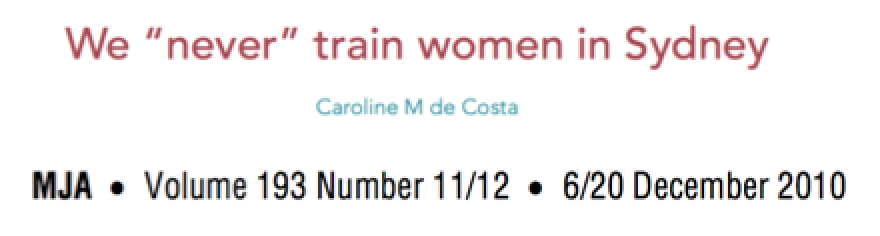 We "never" train women in Sydney
Caroline M de Costa
MJA • Volume 193 Number 11/12 • 6/20 December 2010